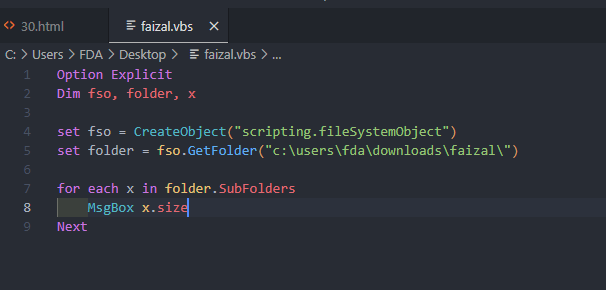 <> 30.html faizal.vbs ×
C: > Users > FDA > Desktop > faizal.vbs > ...
1 Option Explicit
2 Dim fso, folder, x
3
4 set fso = CreateObject("scripting.fileSystemObject")
5 set folder = fso.GetFolder("c:\users\fda\downloads\faizal\")
6
7 for each x in folder.SubFolders
8 MsgBox x.size
9 Next